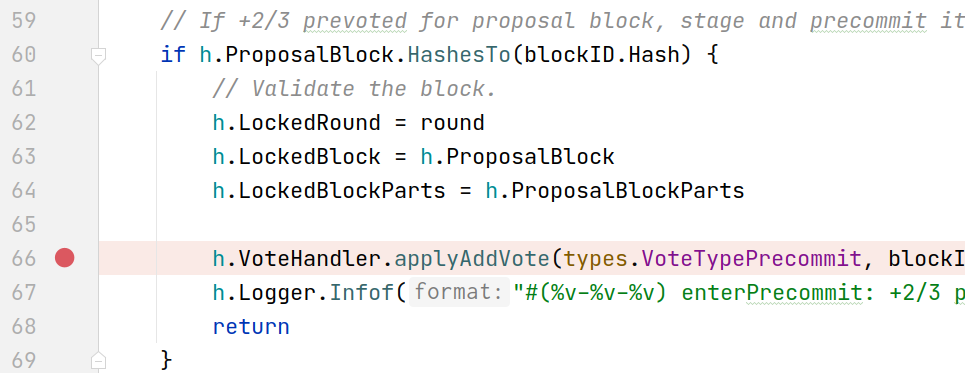 59 // If +2/3 prevoted for proposal block, stage and precommit it
60 if h.ProposalBlock.HashesTo(blockID.Hash) {
61 // Validate the block.
62 h.LockedRound = round
63 h.LockedBlock = h.ProposalBlock
64 h.LockedBlockParts = h.ProposalBlockParts
65
66 h.VoteHandler.applyAddVote(types.VoteTypePrecommit, blockI
67 h.Logger.Infof( format: "#(%v-%v-%v) enterPrecommit: +2/3 p
68 return
69 }